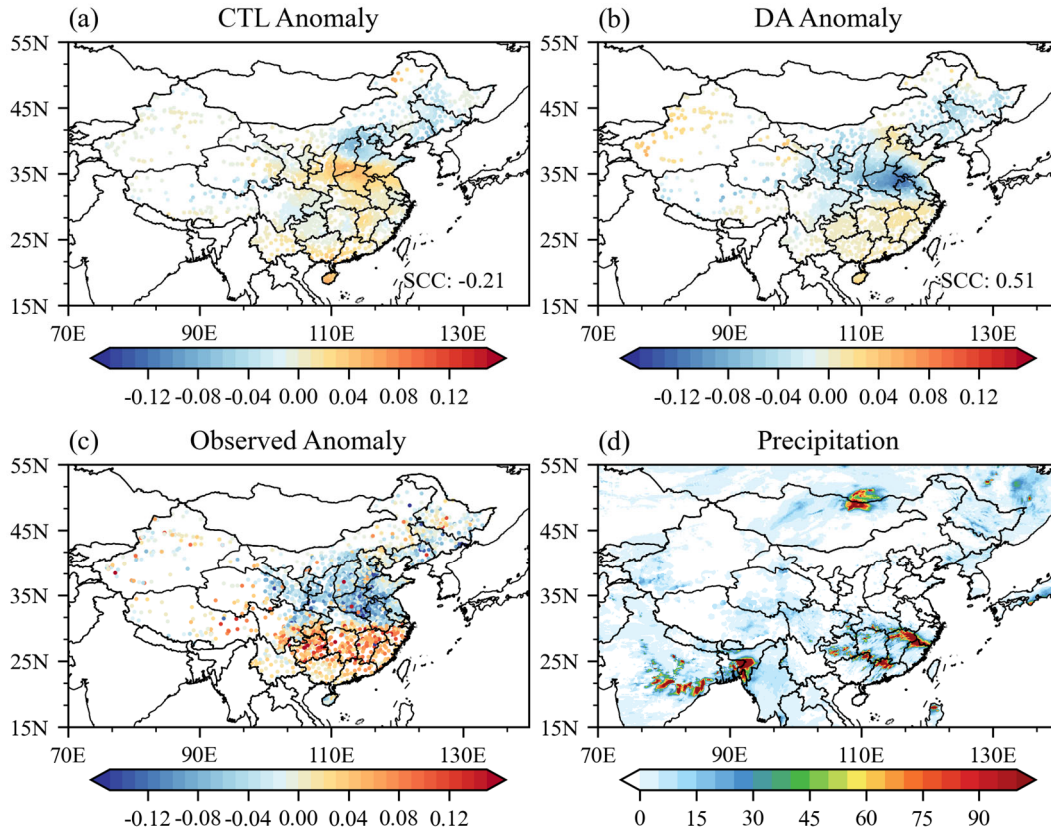 (a) CTL Anomaly
(b) DA Anomaly
55N
45N
35N
25N
15N
SCC: -0.21
70E 90E 110E 130E
-0.12 -0.08 -0.04 0.00 0.04 0.08 0.12
55N
45N
35N
25N
15N
SCC: 0.51
70E 90E 110E 130E
-0.12 -0.08 -0.04 0.00 0.04 0.08 0.12
(c) Observed Anomaly
(d) Precipitation
55N
45N
35N
25N
15N
70E 90E 110E 130E
-0.12 -0.08 -0.04 0.00 0.04 0.08 0.12
55N
45N
35N
25N
15N
70E 90E 110E 130E
0 15 30 45 60 75 90